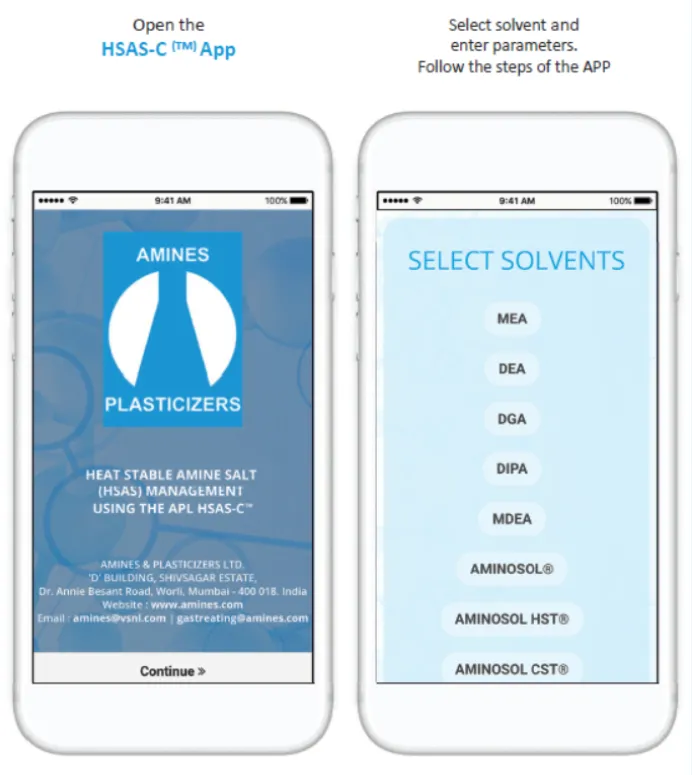 Open the
HSAS-C (TM) App
Select solvent and
enter parameters.
Follow the steps of the APP
9:41 AM
100%
AMINES
PLASTICIZERS
HEAT STABLE AMINE SALT
(HSAS) MANAGEMENT
USING THE APL HSAS-C™
AMINES & PLASTICIZERS LTD
'D' BUILDING, SHIVSAGAR ESTATE,
Dr. Annie Besant Road, Worli, Mumbai - 400 018. India
Website : www.amines.com
Email : amines@vsnl.com | gastreating@amines.com
Continue »
9:41 AM
100%
SELECT SOLVENTS
MEA
DEA
DGA
DIPA
MDEA
AMINOSOL®
AMINOSOL HST®
AMINOSOL CST®